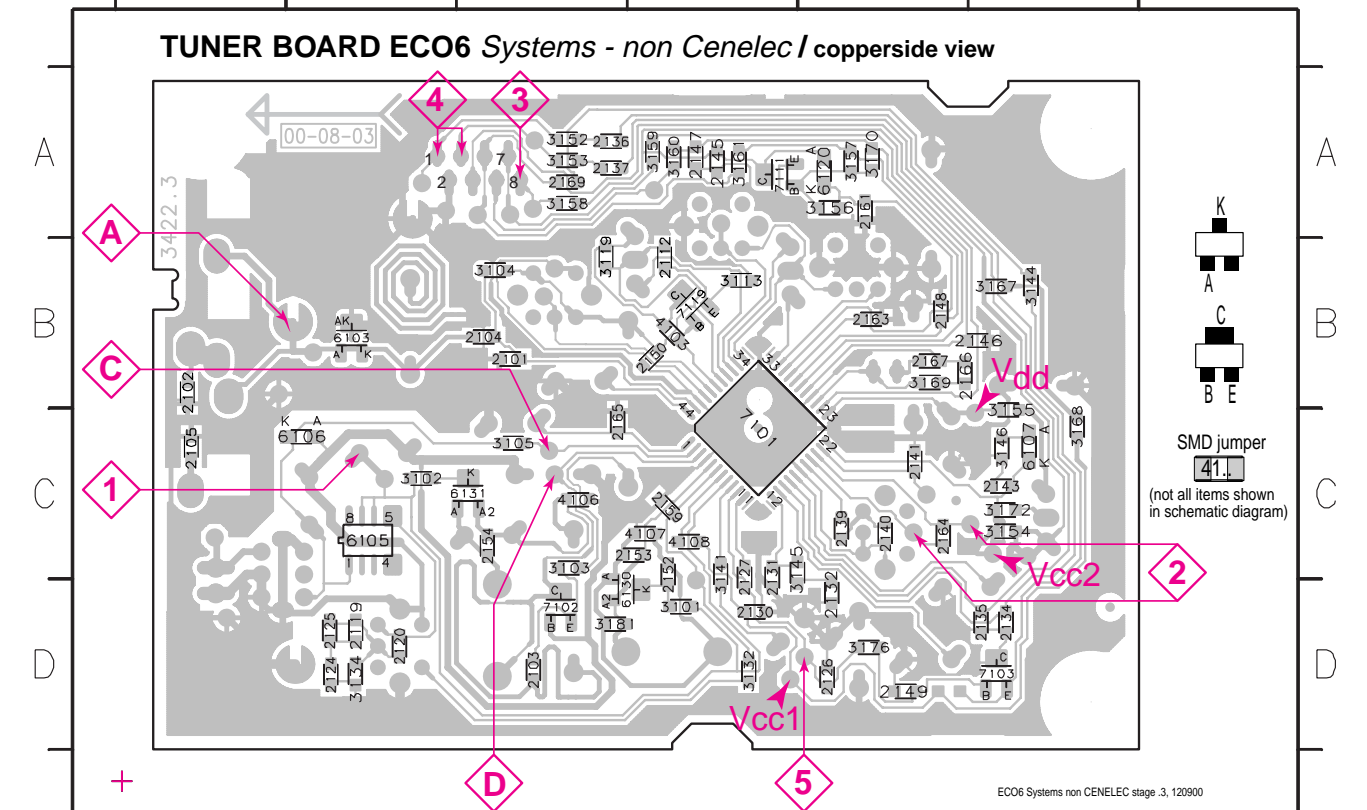 TUNER BOARD ECO6 Systems - non Cenelec / copperside view
4 3
00-08-03
3422.3
A A
1 7
2 8
3152 2136
3153 2137
2169
3158
3159 3160 2147 2145 3161
C 7111 E B
A 6120 K
3157 3170
3156 2161
K
A
A
3104 3119 2112 3113
C 7119 B E
4103
2150
3167 3144
2148
2163
2146
B B
AK
6103
A K
2104
2101
34 33
2167
3169 2166
C
B E
C
Vdd
2102
2105
K A
6106
3105
2165
44
1
7101
23
22
3155
3168
3146 6107 A K
2141
2143
SMD jumper
41..
(not all items shown
in schematic diagram)
C C
1
3102
K
6131
A A2
4106
2159
11 12
2154
8 5
6105
1 4
4107 4108
2153
2139 2140 2164
3172
3154
Vcc2
2
3103
A 6130 A2 K
2152
3141 2127 2131 3145
2132
C
7102
B E
3101
3181
2130
2125 2119
2120
2124 3134
2103
3132
2126
3176
2149
2135 2134
C
7103
B E
D D
Vcc1
D 5
ECO6 Systems non CENELEC stage .3, 120900